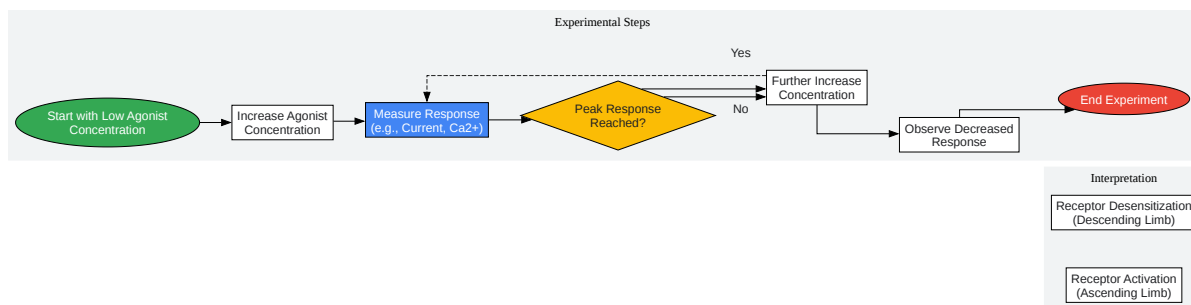 Experimental Steps
Yes
Start with Low Agonist
Concentration
Increase Agonist
Concentration
Measure Response
(e.g., Current, Ca2+)
Peak Response
Reached?
No
Further Increase
Concentration
Observe Decreased
Response
End Experiment
Interpretation
Receptor Desensitization
(Descending Limb)
Receptor Activation
(Ascending Limb)